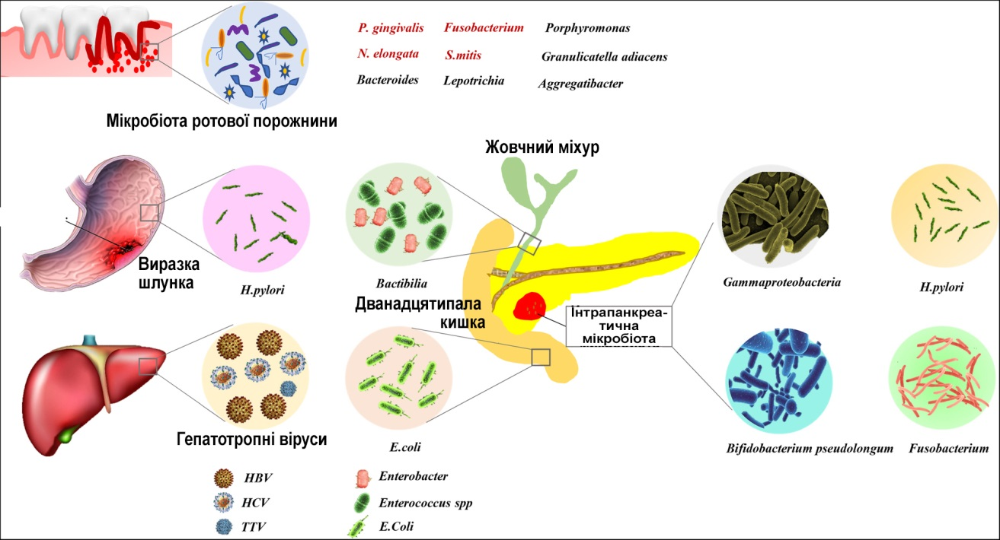 P. gingivalis Fusobacterium Porphyromonas
N. elongata S.mitis Granulicatella adiacens
Bacteroides Lepotrichia Aggregatibacter
Мікробіота ротової порожнини
Жовчний міхур
Виразка
шлунка
H.pylori
Bactibilia
Gammaproteobacteria
H.pylori
Дванадцятипала
кишка
Інтрапанкреа-
тична
мікробіота
Гепатотропні віруси
E.coli
Bifidobacterium pseudolongum
Fusobacterium
HBV
HCV
TTV
Enterobacter
Enterococcus spp
E.Coli